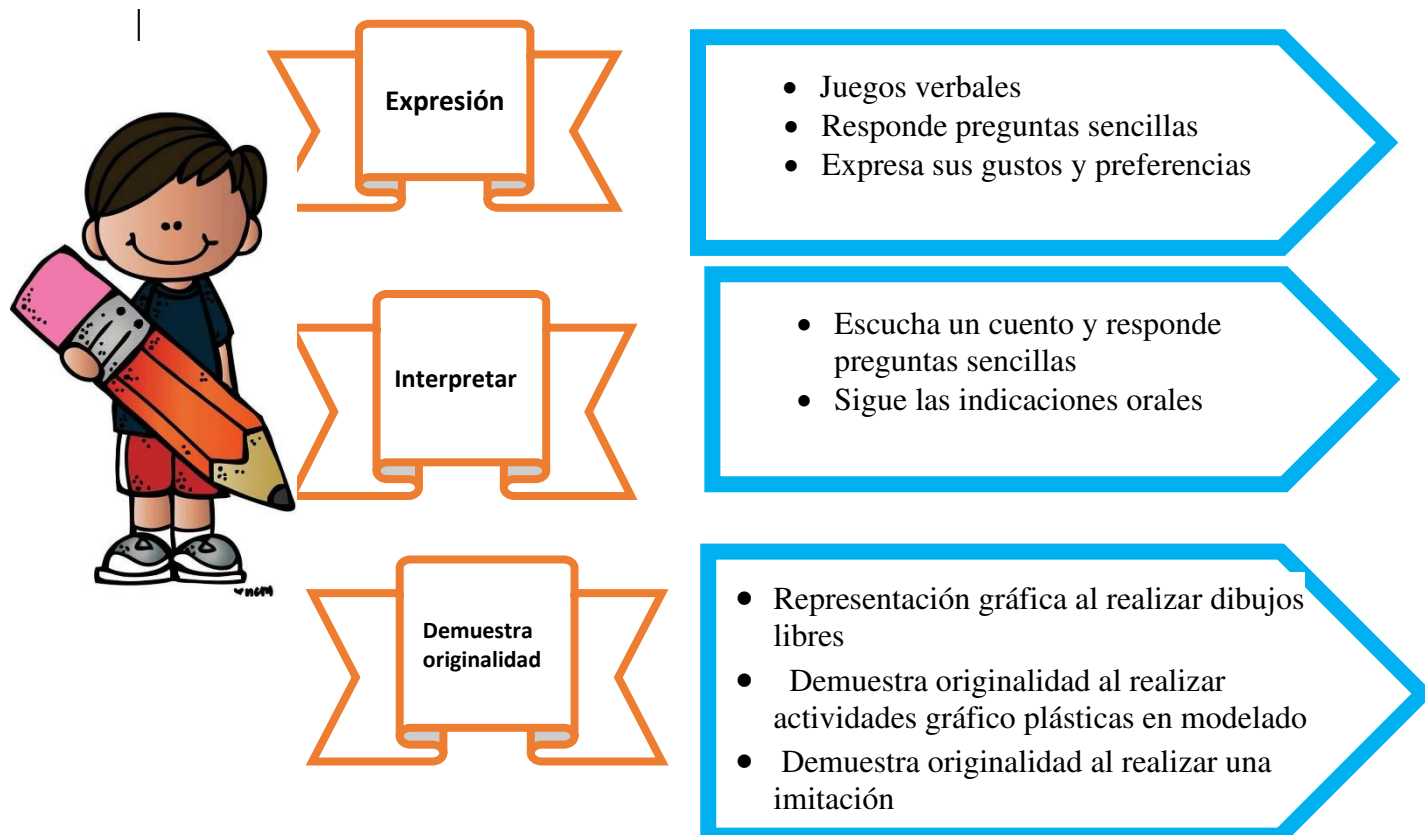 Expresión
• Juegos verbales
• Responde preguntas sencillas
• Expresa sus gustos y preferencias
Interpretar
• Escucha un cuento y responde
preguntas sencillas
• Sigue las indicaciones orales
Demuestra
originalidad
• Representación gráfica al realizar dibujos
libres
• Demuestra originalidad al realizar
actividades gráfico plásticas en modelado
• Demuestra originalidad al realizar una
imitación
ncm